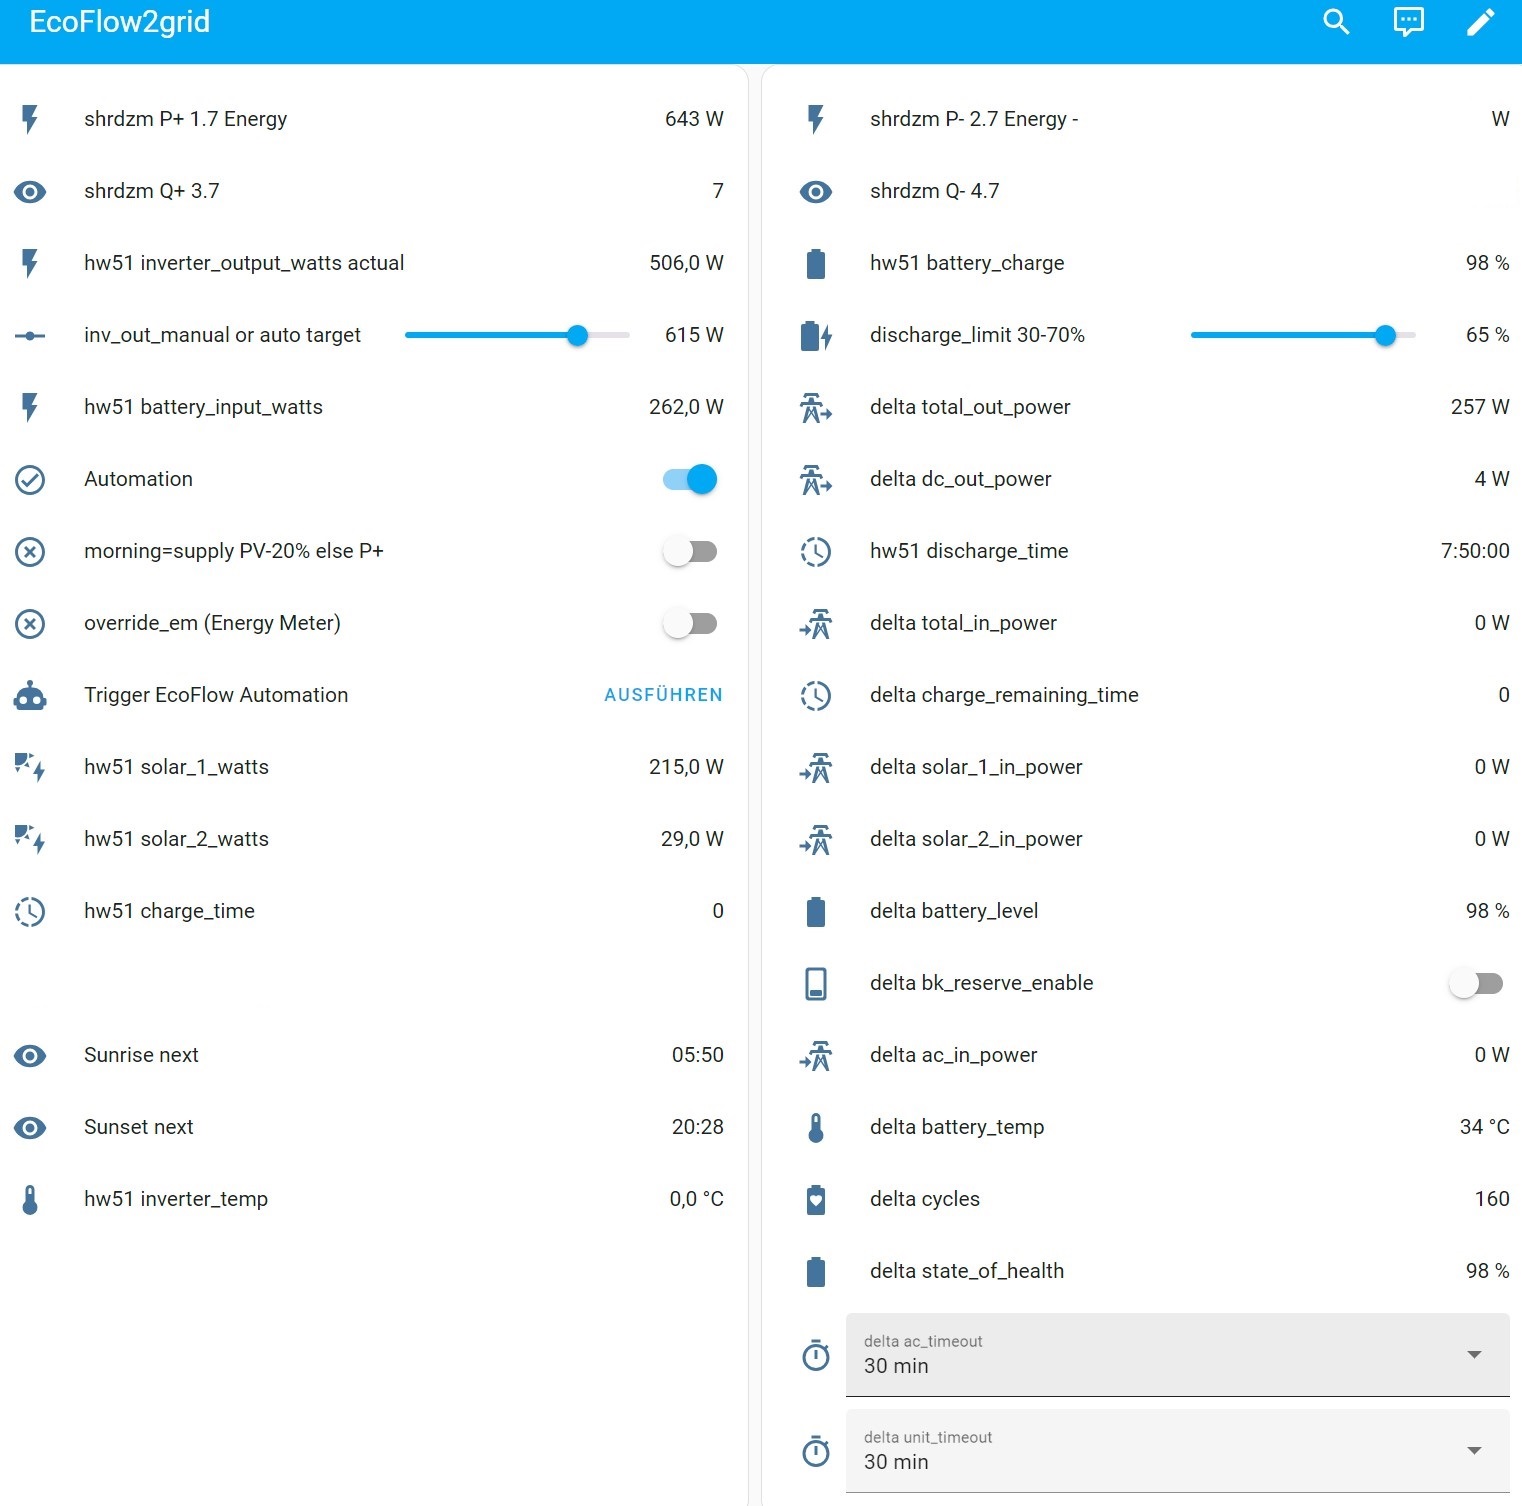 EcoFlow2grid
shrdzm P+ 1.7 Energy 643 W
shrdzm Q+ 3.7 7
hw51 inverter_output_watts actual 506,0 W
inv_out_manual or auto target 615 W
hw51 battery_input_watts 262,0 W
Automation
morning=supply PV-20% else P+
override_em (Energy Meter)
Trigger EcoFlow Automation AUSFÜHREN
hw51 solar_1_watts 215,0 W
hw51 solar_2_watts 29,0 W
hw51 charge_time 0
Sunrise next 05:50
Sunset next 20:28
hw51 inverter_temp 0,0 °C
shrdzm P- 2.7 Energy - W
shrdzm Q- 4.7
hw51 battery_charge 98 %
discharge_limit 30-70% 65 %
delta total_out_power 257 W
delta dc_out_power 4 W
hw51 discharge_time 7:50:00
delta total_in_power 0 W
delta charge_remaining_time 0
delta solar_1_in_power 0 W
delta solar_2_in_power 0 W
delta battery_level 98 %
delta bk_reserve_enable
delta ac_in_power 0 W
delta battery_temp 34 °C
delta cycles 160
delta state_of_health 98 %
delta ac_timeout
30 min
delta unit_timeout
30 min